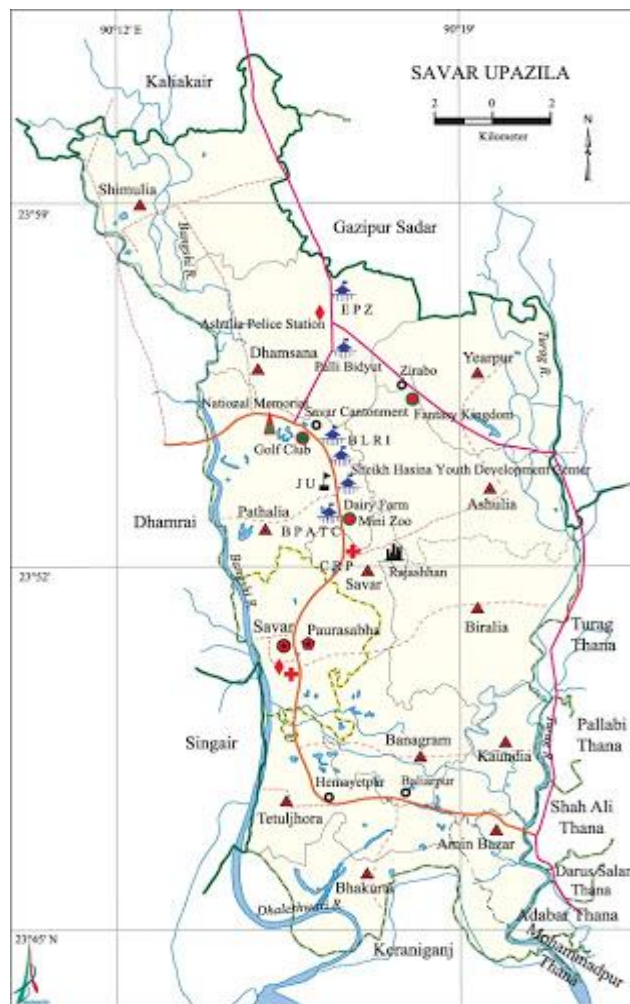 90°12' E
90°19'
Kaliakair
SAVAR UPAZILA
2 0 2
Kilometer
N
Shimulia
23°59'
Bangshi R.
Gazipur Sadar
E P Z
Ashulia Police Station
Turag R.
Dhamsana
Palli Bidyut
Zirabo
Yearpur
National Memorial
Savar Cantonment
Fantasy Kingdom
Golf Club
B L R I
Sheikh Hasina Youth Development Center
J U
Ashulia
Dairy Farm
Pathalia
Mini Zoo
Dhamrai
B P A T C
C R P
23°52'
Savar
Rajashhan
Bangshi R.
Biralia
Turag
Thana
Savar
Paurasabha
Pallabi
Thana
Turag R.
Singair
Banagram
Kaundia
Hemayetpur
Baliarpur
Shah Ali
Thana
Tetuljhora
Amin Bazar
Darus Salam
Thana
Bhakurta
Dhaleshwari R.
Adabar Thana
23°45' N
Keraniganj
Mohammadpur
Thana